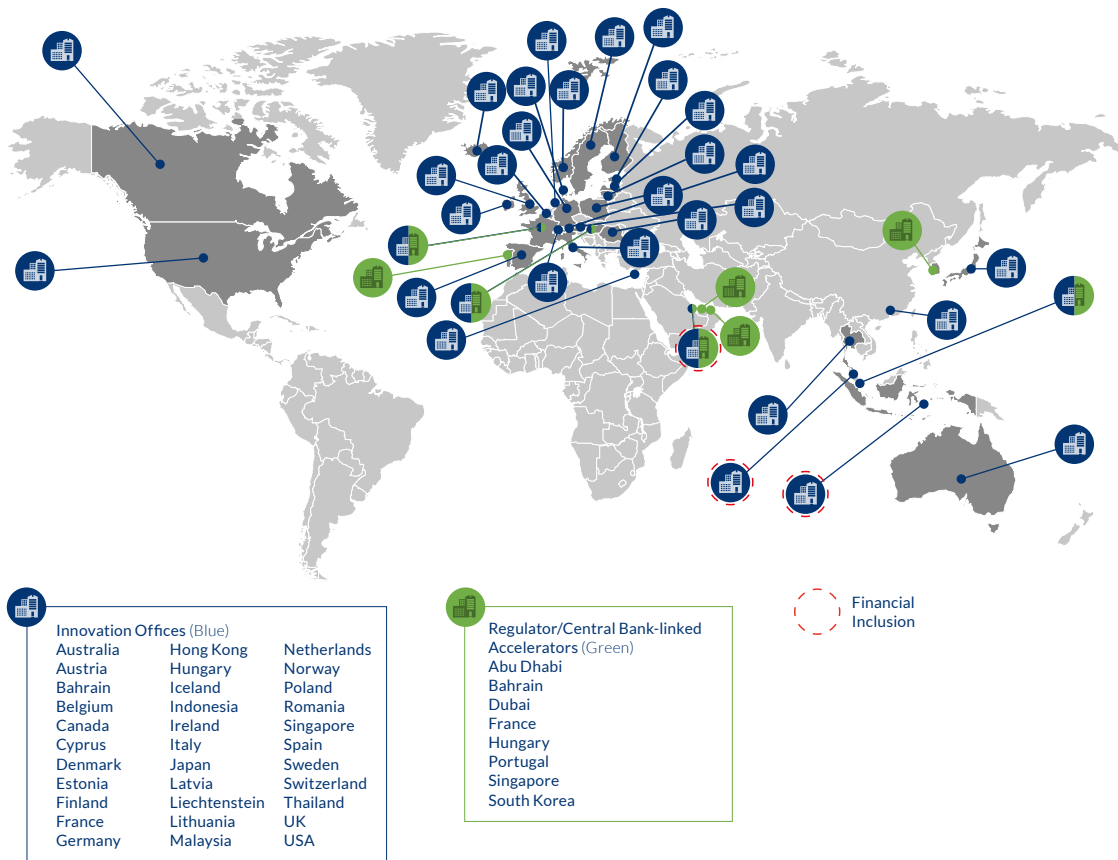 Innovation Offices (Blue)
Australia
Austria
Bahrain
Belgium
Canada
Cyprus
Denmark
Estonia
Finland
France
Germany
Hong Kong
Hungary
Iceland
Indonesia
Ireland
Italy
Japan
Latvia
Liechtenstein
Lithuania
Malaysia
Netherlands
Norway
Poland
Romania
Singapore
Spain
Sweden
Switzerland
Thailand
UK
USA
Regulator/Central Bank-linked
Accelerators (Green)
Abu Dhabi
Bahrain
Dubai
France
Hungary
Portugal
Singapore
South Korea
Financial
Inclusion